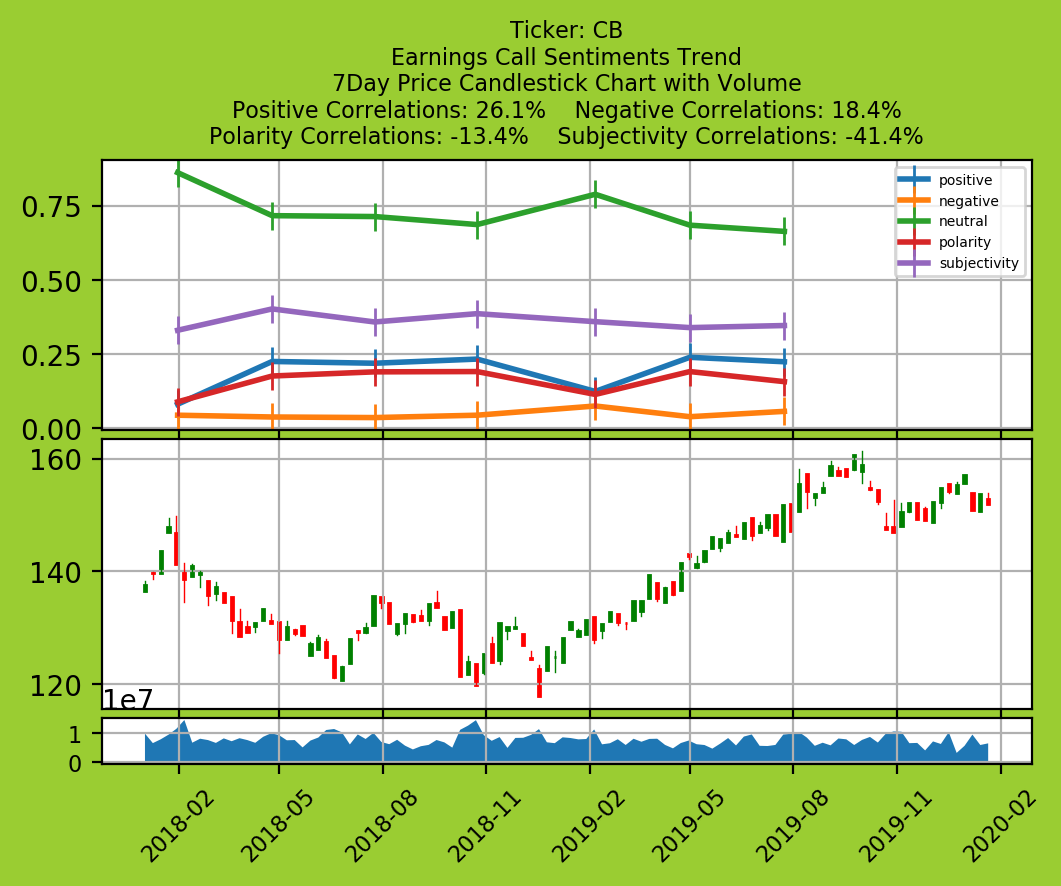 Ticker: CB
Earnings Call Sentiments Trend
7Day Price Candlestick Chart with Volume
Positive Correlations: 26.1%    Negative Correlations: 18.4%
Polarity Correlations: -13.4%    Subjectivity Correlations: -41.4%
positive
negative
neutral
polarity
subjectivity
0.75
0.50
0.25
0.00
160
140
120
1e7
1
0
2018-02
2018-05
2018-08
2018-11
2019-02
2019-05
2019-08
2019-11
2020-02